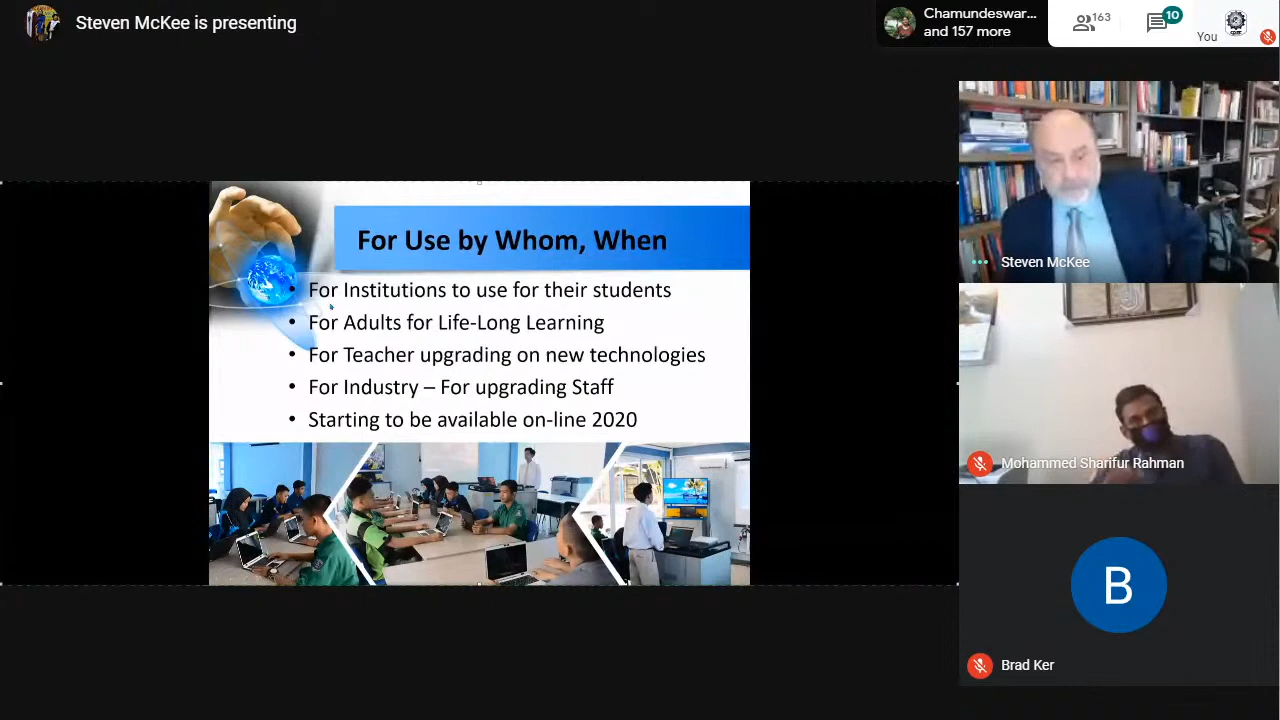 Steven McKee is presenting
Chamundeswar...
and 157 more
163
10
You
For Use by Whom, When
• For Institutions to use for their students
• For Adults for Life-Long Learning
• For Teacher upgrading on new technologies
• For Industry – For upgrading Staff
• Starting to be available on-line 2020
Steven McKee
Mohammed Sharifur Rahman
B
Brad Ker